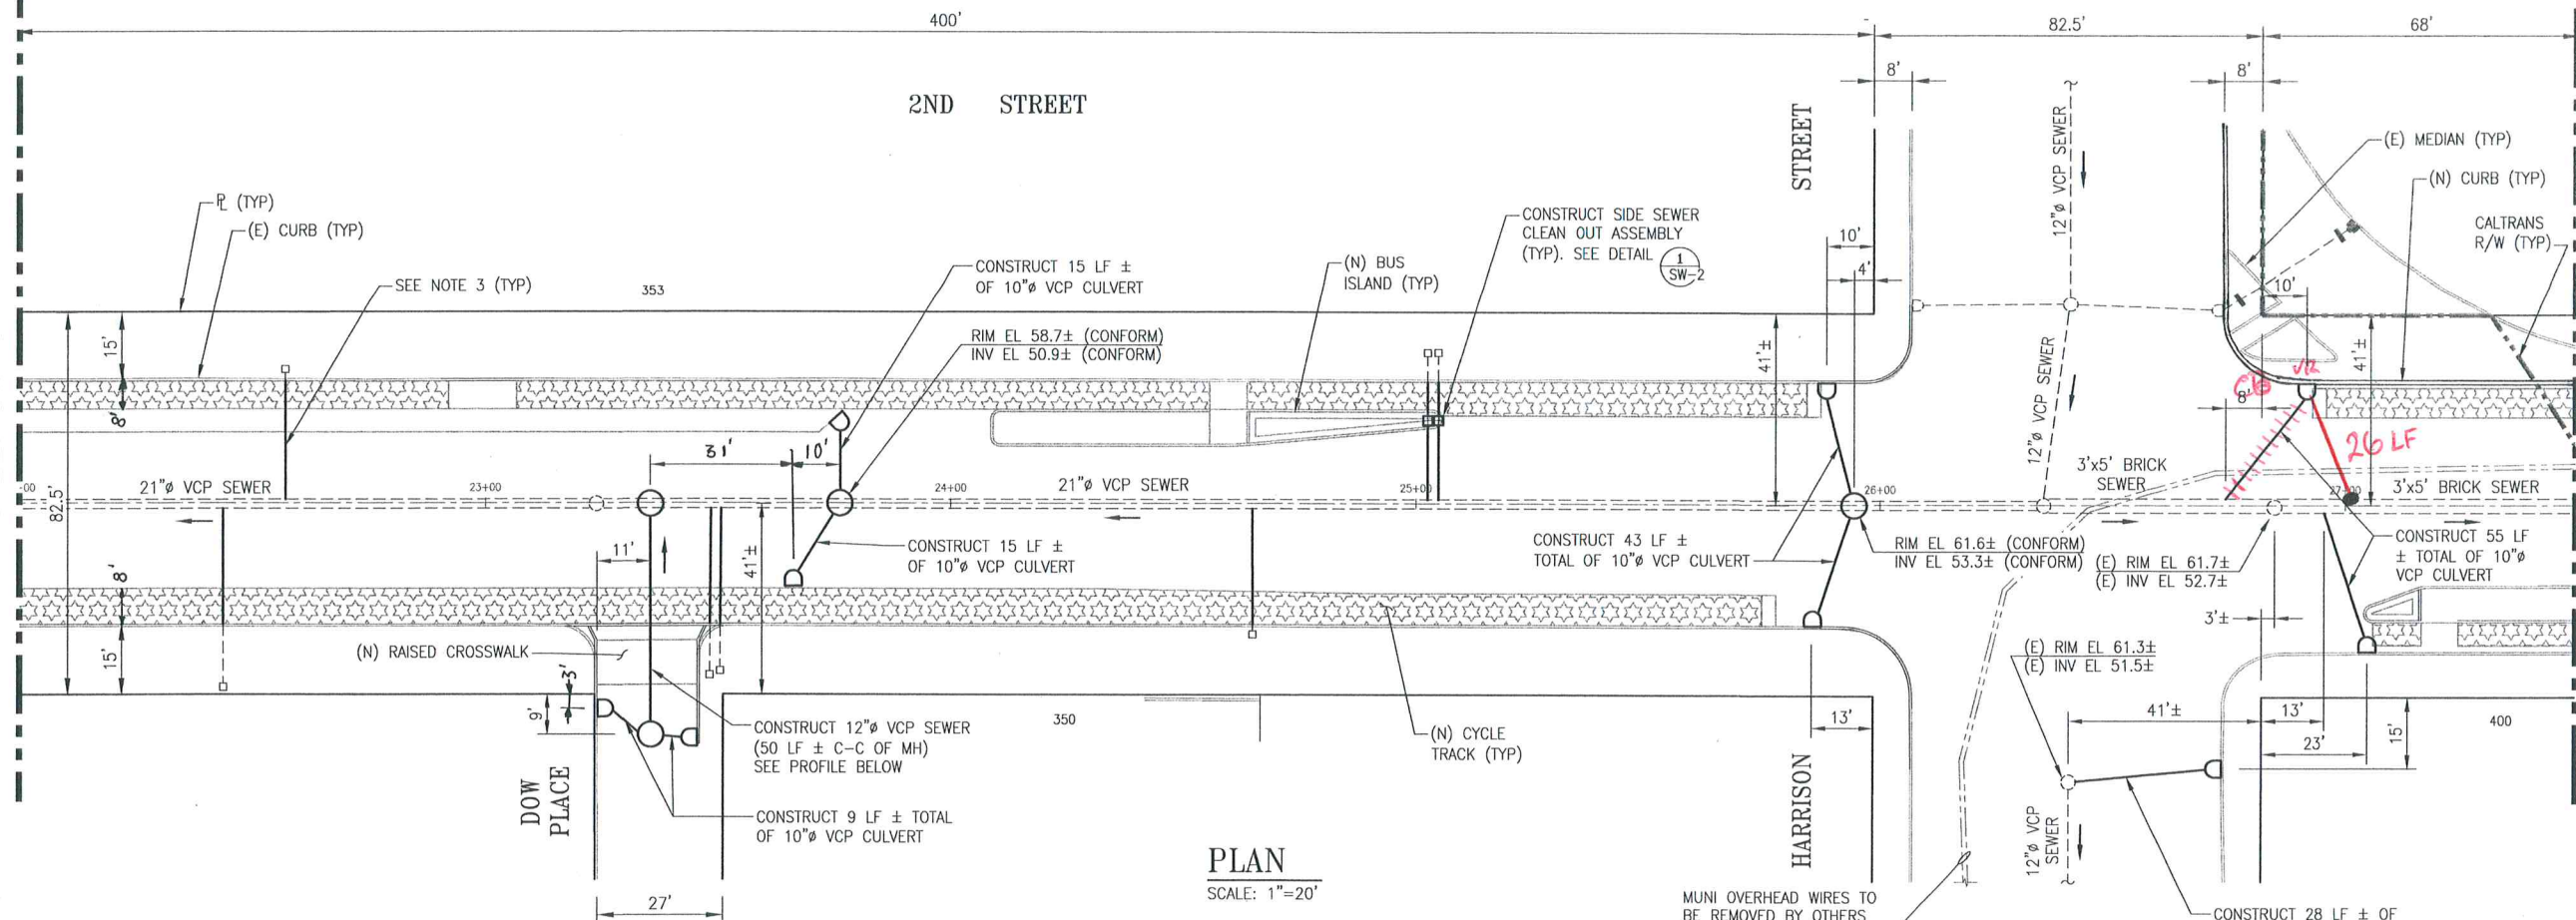 400'
82.5'
68'
8'
8'
2ND STREET
STREET
12"ø VCP SEWER
(E) MEDIAN (TYP)
(N) CURB (TYP)
CALTRANS
R/W (TYP)
℄ (TYP)
(E) CURB (TYP)
SEE NOTE 3 (TYP)
353
CONSTRUCT 15 LF ±
OF 10"ø VCP CULVERT
(N) BUS
ISLAND (TYP)
CONSTRUCT SIDE SEWER
CLEAN OUT ASSEMBLY
(TYP). SEE DETAIL
1
SW-2
10'
4'
10'
RIM EL 58.7± (CONFORM)
INV EL 50.9± (CONFORM)
15'
8'
82.5'
41'±
41'±
12"ø VCP SEWER
CB
8'
26 LF
31'
10'
21"ø VCP SEWER
23+00
24+00
21"ø VCP SEWER
25+00
26+00
3'x5' BRICK
SEWER
3'x5' BRICK SEWER
11'
41'±
CONSTRUCT 15 LF ±
OF 10"ø VCP CULVERT
CONSTRUCT 43 LF ±
TOTAL OF 10"ø VCP CULVERT
RIM EL 61.6± (CONFORM)
INV EL 53.3± (CONFORM)
(E) RIM EL 61.7±
(E) INV EL 52.7±
CONSTRUCT 55 LF
± TOTAL OF 10"ø
VCP CULVERT
8'
15'
3'±
(N) RAISED CROSSWALK
3'
9'
(E) RIM EL 61.3±
(E) INV EL 51.5±
CONSTRUCT 12"ø VCP SEWER
(50 LF ± C-C OF MH)
SEE PROFILE BELOW
350
(N) CYCLE
TRACK (TYP)
13'
41'±
13'
23'
15'
400
DOW
PLACE
CONSTRUCT 9 LF ± TOTAL
OF 10"ø VCP CULVERT
HARRISON
12"ø VCP
SEWER
PLAN
SCALE: 1"=20'
27'
MUNI OVERHEAD WIRES TO
BE REMOVED BY OTHERS
CONSTRUCT 28 LF ± OF